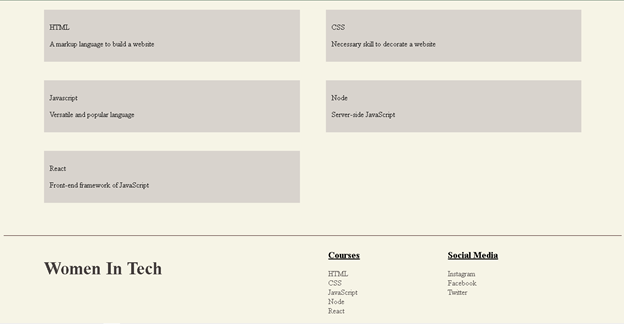 HTML
A markup language to build a website
CSS
Necessary skill to decorate a website
Javascript
Versatile and popular language
Node
Server-side JavaScript
React
Front-end framework of JavaScript
Women In Tech
Courses
HTML
CSS
JavaScript
Node
React
Social Media
Instagram
Facebook
Twitter